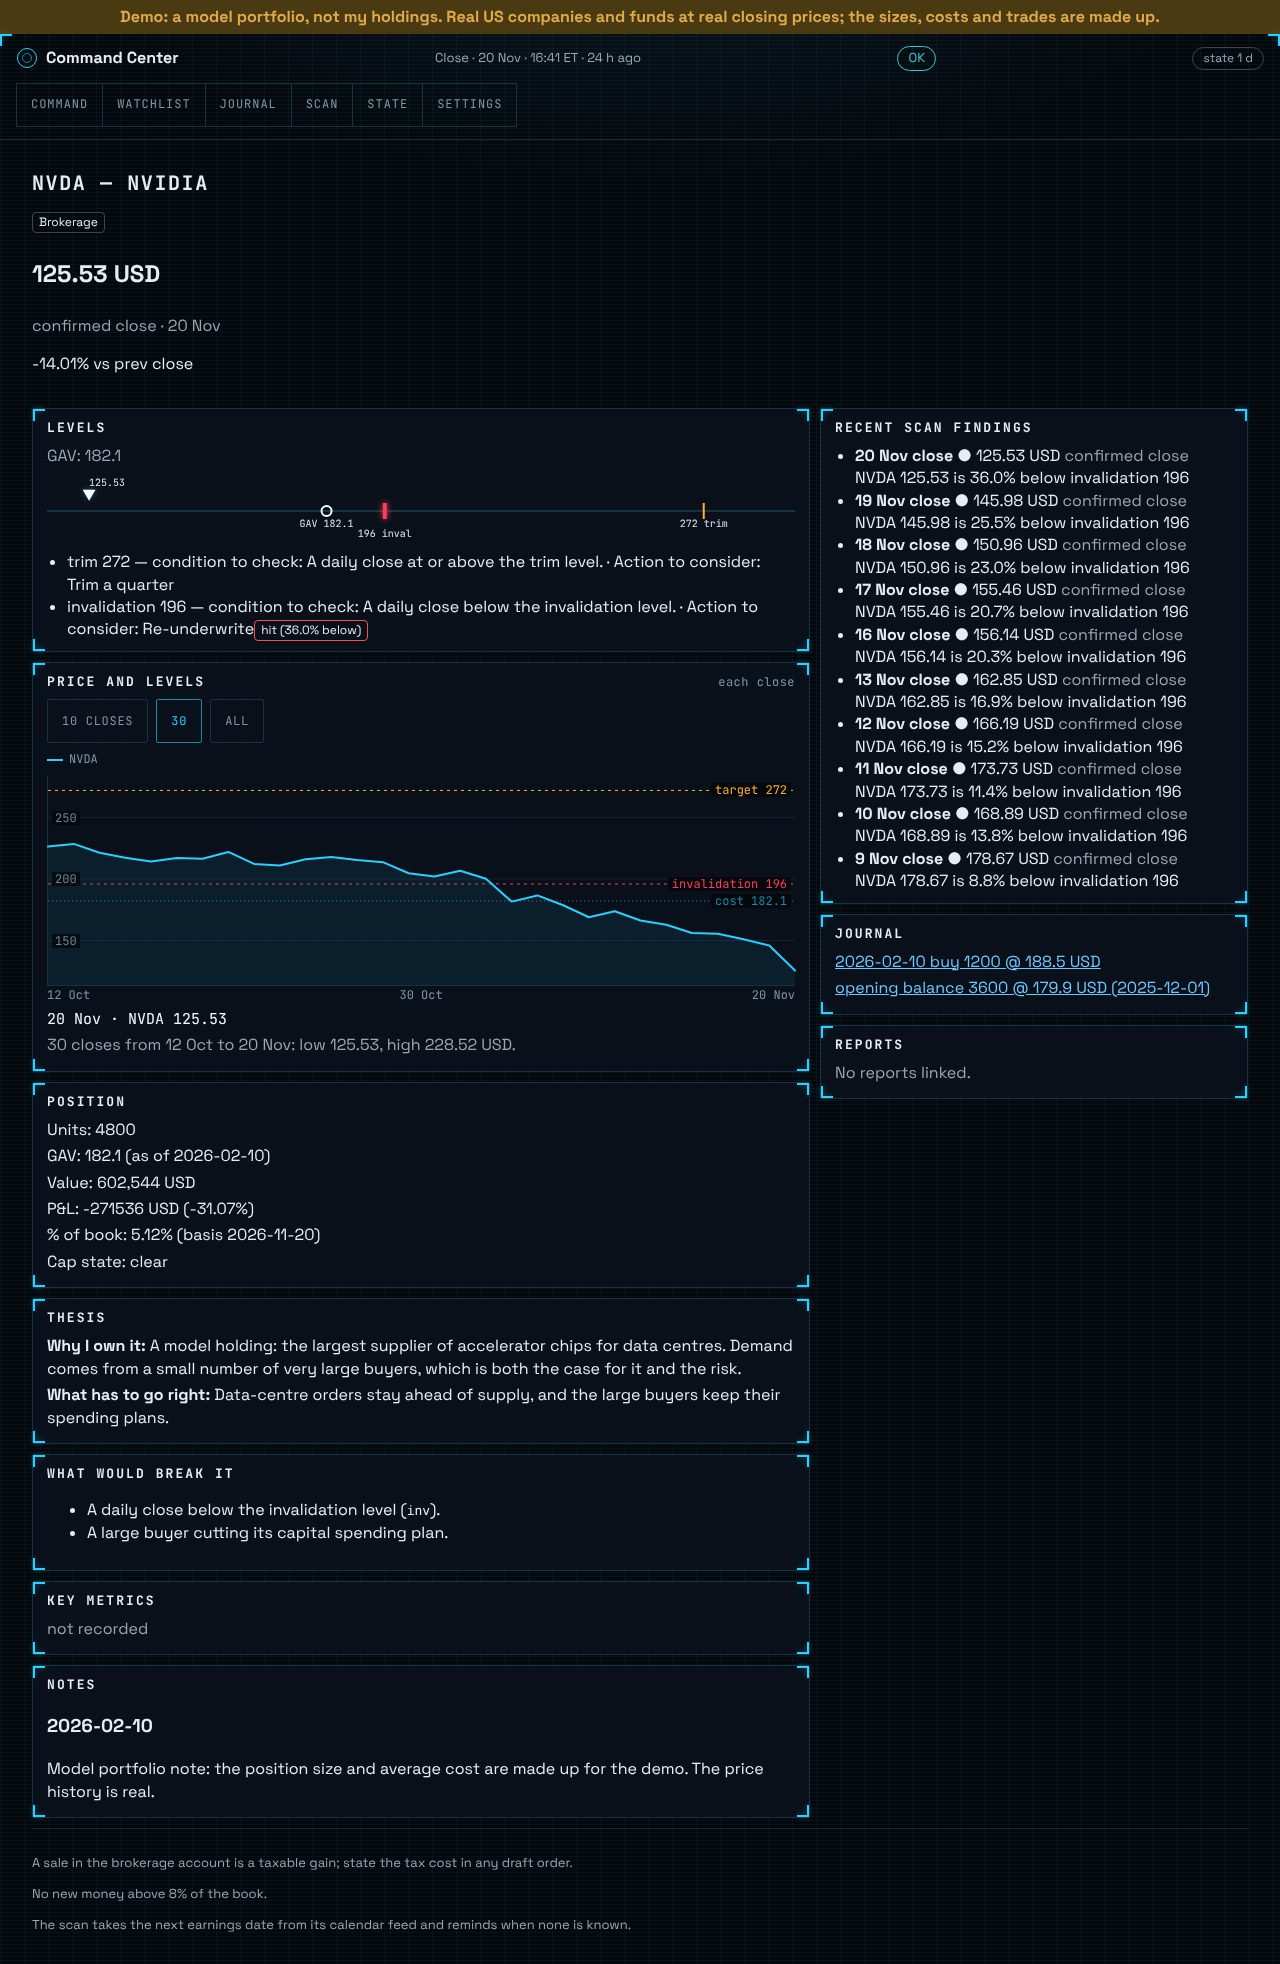 Demo: a model portfolio, not my holdings. Real US companies and funds at real closing prices; the sizes, costs and trades are made up.
Command Center
Close · 20 Nov · 16:41 ET · 24 h ago
OK
state 1 d
COMMAND
WATCHLIST
JOURNAL
SCAN
STATE
SETTINGS
NVDA — NVIDIA
Brokerage
125.53 USD
confirmed close · 20 Nov
-14.01% vs prev close
LEVELS
GAV: 182.1
125.53
GAV 182.1
196 inval
272 trim
• trim 272 — condition to check: A daily close at or above the trim level. · Action to consider:
Trim a quarter
• invalidation 196 — condition to check: A daily close below the invalidation level. · Action to
consider: Re-underwrite hit (36.0% below)
PRICE AND LEVELS
each close
10 CLOSES
30
ALL
NVDA
target 272
250
200
invalidation 196
cost 182.1
150
12 Oct
30 Oct
20 Nov
20 Nov · NVDA 125.53
30 closes from 12 Oct to 20 Nov: low 125.53, high 228.52 USD.
POSITION
Units: 4800
GAV: 182.1 (as of 2026-02-10)
Value: 602,544 USD
P&L: -271536 USD (-31.07%)
% of book: 5.12% (basis 2026-11-20)
Cap state: clear
THESIS
Why I own it: A model holding: the largest supplier of accelerator chips for data centres. Demand
comes from a small number of very large buyers, which is both the case for it and the risk.
What has to go right: Data-centre orders stay ahead of supply, and the large buyers keep their
spending plans.
WHAT WOULD BREAK IT
• A daily close below the invalidation level (inv).
• A large buyer cutting its capital spending plan.
KEY METRICS
not recorded
NOTES
2026-02-10
Model portfolio note: the position size and average cost are made up for the demo. The price
history is real.
RECENT SCAN FINDINGS
• 20 Nov close ● 125.53 USD confirmed close
NVDA 125.53 is 36.0% below invalidation 196
• 19 Nov close ● 145.98 USD confirmed close
NVDA 145.98 is 25.5% below invalidation 196
• 18 Nov close ● 150.96 USD confirmed close
NVDA 150.96 is 23.0% below invalidation 196
• 17 Nov close ● 155.46 USD confirmed close
NVDA 155.46 is 20.7% below invalidation 196
• 16 Nov close ● 156.14 USD confirmed close
NVDA 156.14 is 20.3% below invalidation 196
• 13 Nov close ● 162.85 USD confirmed close
NVDA 162.85 is 16.9% below invalidation 196
• 12 Nov close ● 166.19 USD confirmed close
NVDA 166.19 is 15.2% below invalidation 196
• 11 Nov close ● 173.73 USD confirmed close
NVDA 173.73 is 11.4% below invalidation 196
• 10 Nov close ● 168.89 USD confirmed close
NVDA 168.89 is 13.8% below invalidation 196
• 9 Nov close ● 178.67 USD confirmed close
NVDA 178.67 is 8.8% below invalidation 196
JOURNAL
2026-02-10 buy 1200 @ 188.5 USD
opening balance 3600 @ 179.9 USD (2025-12-01)
REPORTS
No reports linked.
A sale in the brokerage account is a taxable gain; state the tax cost in any draft order.
No new money above 8% of the book.
The scan takes the next earnings date from its calendar feed and reminds when none is known.